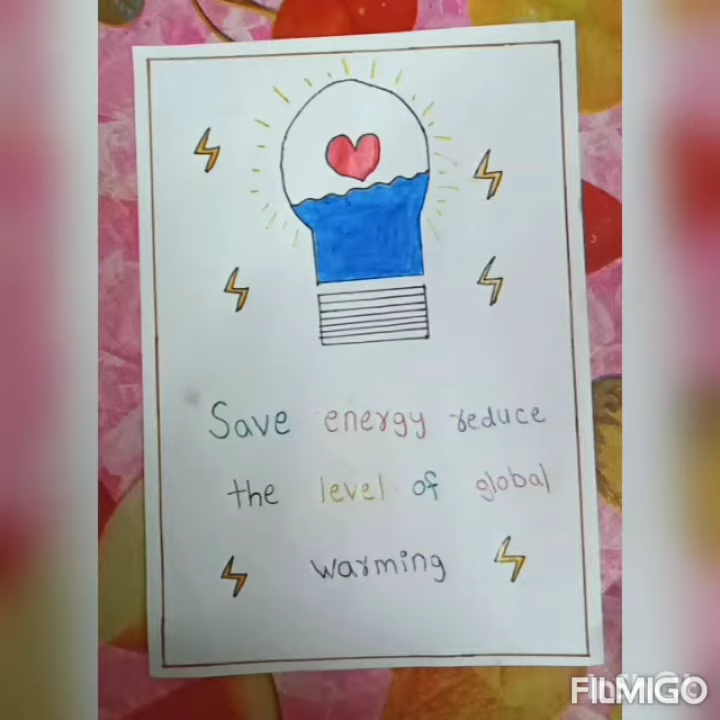 Save energy reduce
the level of global
warming
FILMIGO